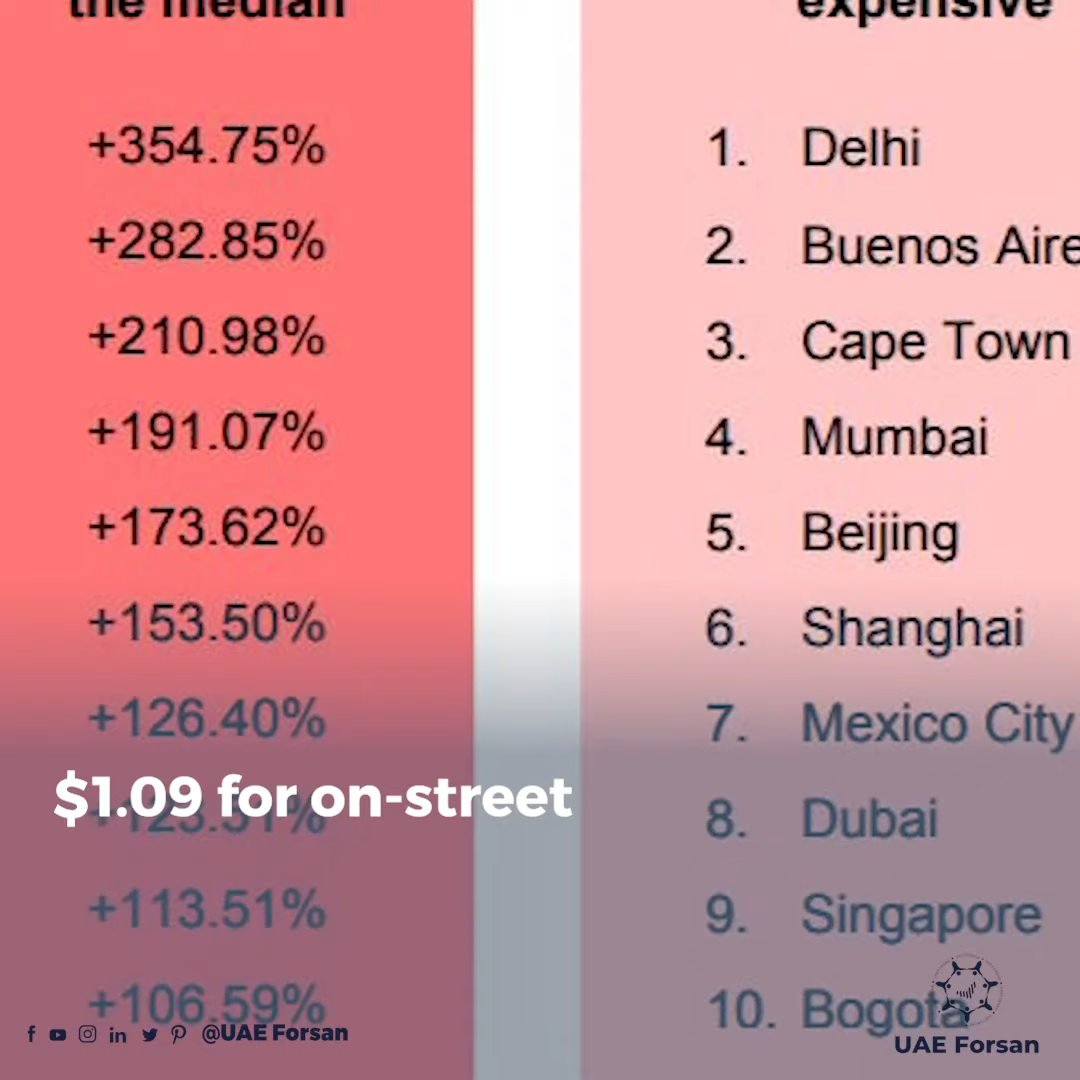 the median
expensive
+354.75%
1. Delhi
+282.85%
2. Buenos Aire
+210.98%
3. Cape Town
+191.07%
4. Mumbai
+173.62%
5. Beijing
+153.50%
6. Shanghai
+126.40%
7. Mexico City
$1.09 for on-street
+123.51%
8. Dubai
+113.51%
9. Singapore
+106.59%
10. Bogota
@UAE Forsan
UAE Forsan